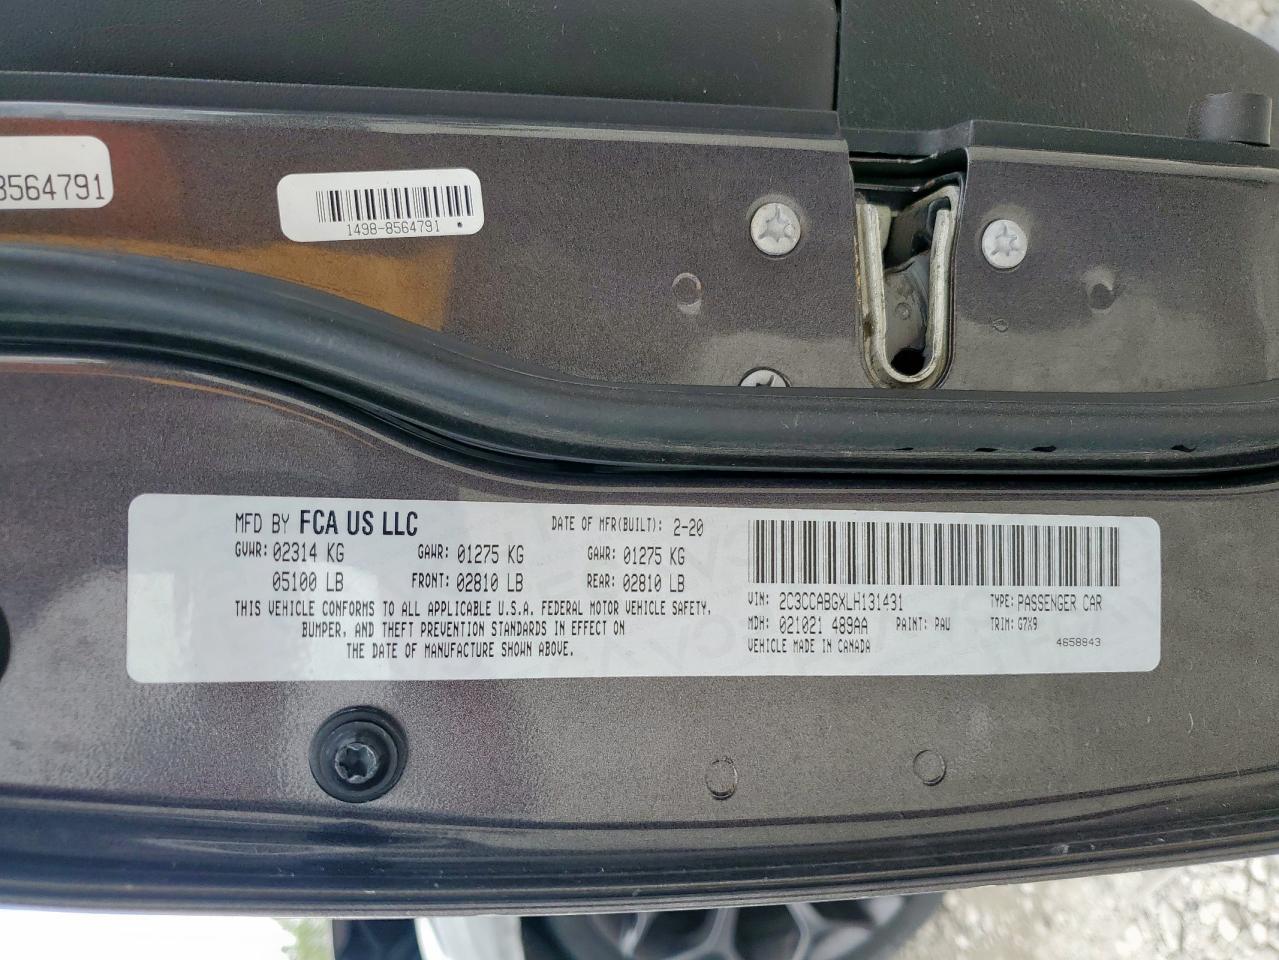 8564791
1498-8564791
MFD BY FCA US LLC DATE OF MFR(BUILT): 2-20
GVWR: 02314 KG GAWR: 01275 KG GAWR: 01275 KG
05100 LB FRONT: 02810 LB REAR: 02810 LB
THIS VEHICLE CONFORMS TO ALL APPLICABLE U.S.A. FEDERAL MOTOR VEHICLE SAFETY,
BUMPER, AND THEFT PREVENTION STANDARDS IN EFFECT ON
THE DATE OF MANUFACTURE SHOWN ABOVE.
VIN: 2C3CCABGXLH131431 TYPE: PASSENGER CAR
MDH: 021021 489AA PAINT: PAU TRIM: G7X9
VEHICLE MADE IN CANADA 4658843